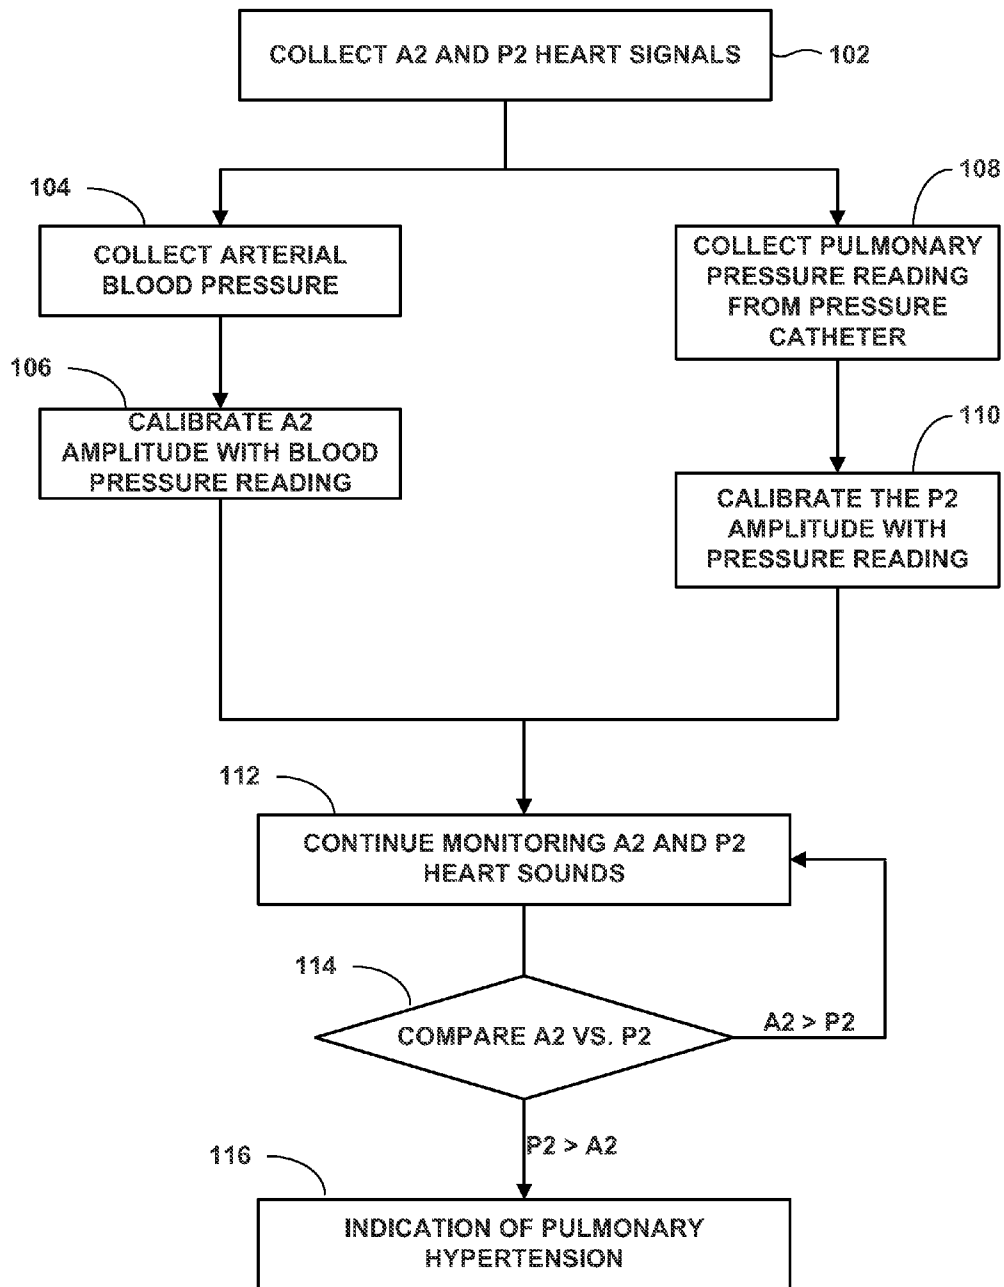 COLLECT A2 AND P2 HEART SIGNALS
102
104
COLLECT ARTERIAL
BLOOD PRESSURE
108
COLLECT PULMONARY
PRESSURE READING
FROM PRESSURE
CATHETER
106
CALIBRATE A2
AMPLITUDE WITH BLOOD
PRESSURE READING
110
CALIBRATE THE P2
AMPLITUDE WITH
PRESSURE READING
112
CONTINUE MONITORING A2 AND P2
HEART SOUNDS
114
COMPARE A2 VS. P2
A2 > P2
P2 > A2
116
INDICATION OF PULMONARY
HYPERTENSION